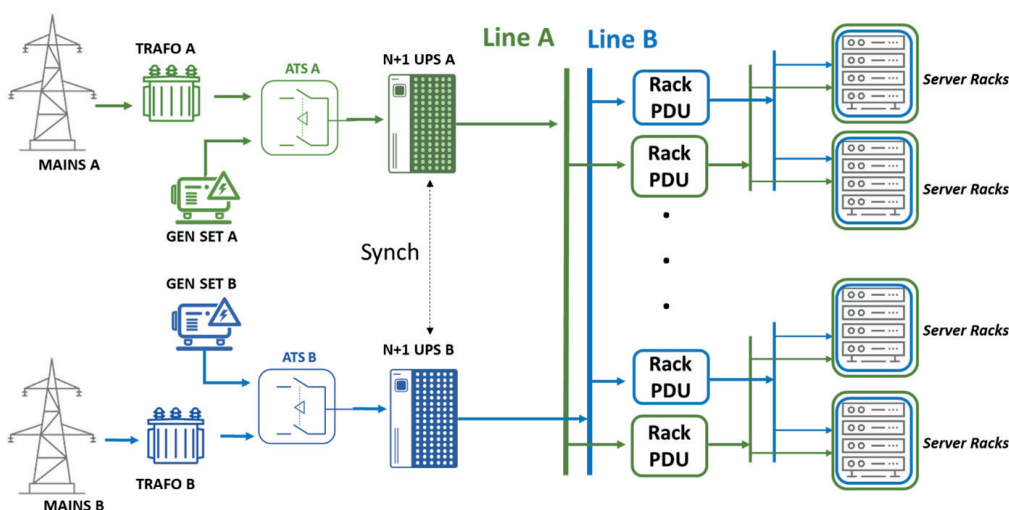 TRAFO A
ATS A
N+1 UPS A
Line A
Line B
MAINS A
GEN SET A
Rack
PDU
Rack
PDU
Server Racks
Server Racks
Synch
GEN SET B
ATS B
N+1 UPS B
TRAFO B
MAINS B
Rack
PDU
Rack
PDU
Server Racks
Server Racks